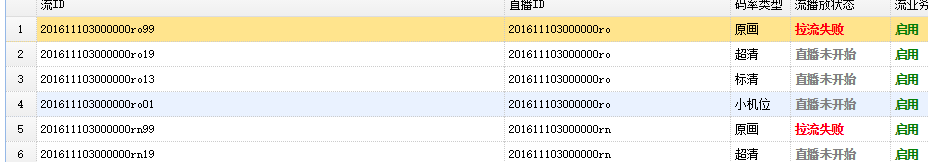 流ID 直播ID 码率类型 流播放状态 流业务
1 201611103000000ro99 201611103000000ro 原画 拉流失败 启用
2 201611103000000ro19 201611103000000ro 超清 直播未开始 启用
3 201611103000000ro13 201611103000000ro 标清 直播未开始 启用
4 201611103000000ro01 201611103000000ro 小机位 直播未开始 启用
5 201611103000000rn99 201611103000000rn 原画 拉流失败 启用
6 201611103000000rn19 201611103000000rn 超清 直播未开始 启用